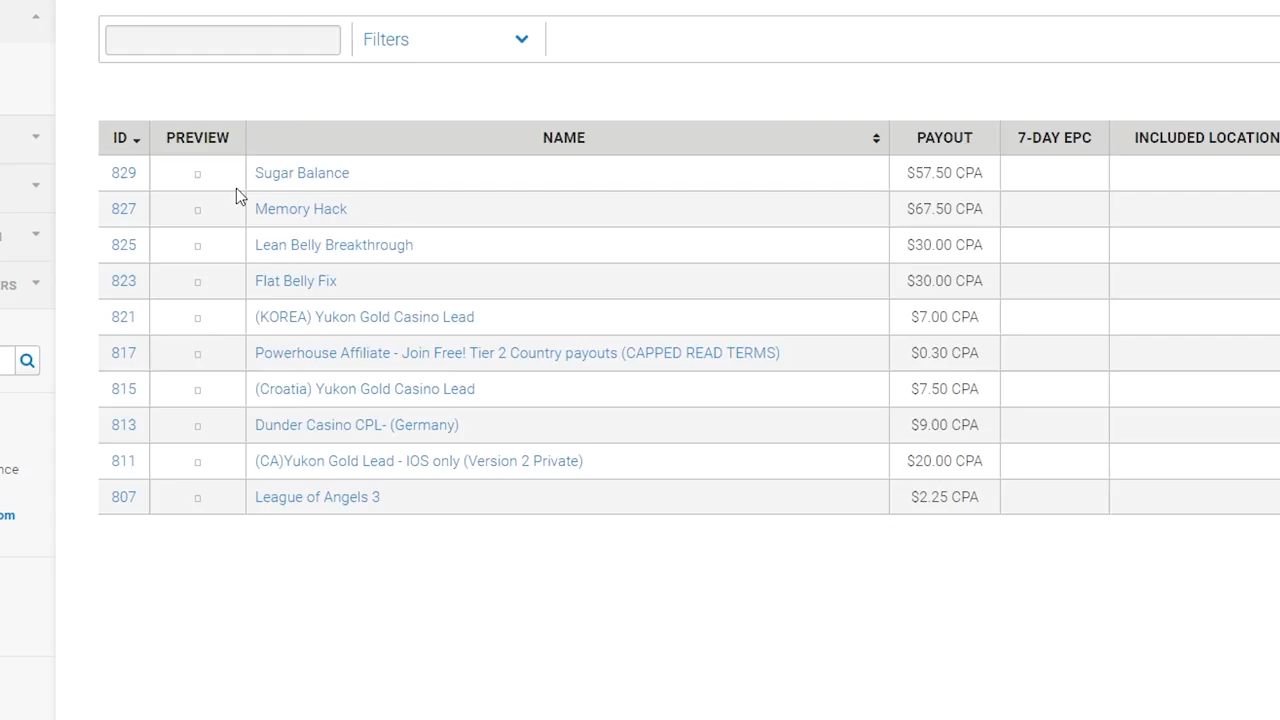 Filters
ID PREVIEW NAME PAYOUT 7-DAY EPC INCLUDED LOCATION
829 Sugar Balance $57.50 CPA
827 Memory Hack $67.50 CPA
825 Lean Belly Breakthrough $30.00 CPA
823 Flat Belly Fix $30.00 CPA
RS
821 (KOREA) Yukon Gold Casino Lead $7.00 CPA
817 Powerhouse Affiliate - Join Free! Tier 2 Country payouts (CAPPED READ TERMS) $0.30 CPA
815 (Croatia) Yukon Gold Casino Lead $7.50 CPA
813 Dunder Casino CPL- (Germany) $9.00 CPA
811 (CA)Yukon Gold Lead - IOS only (Version 2 Private) $20.00 CPA
nce
807 League of Angels 3 $2.25 CPA
om